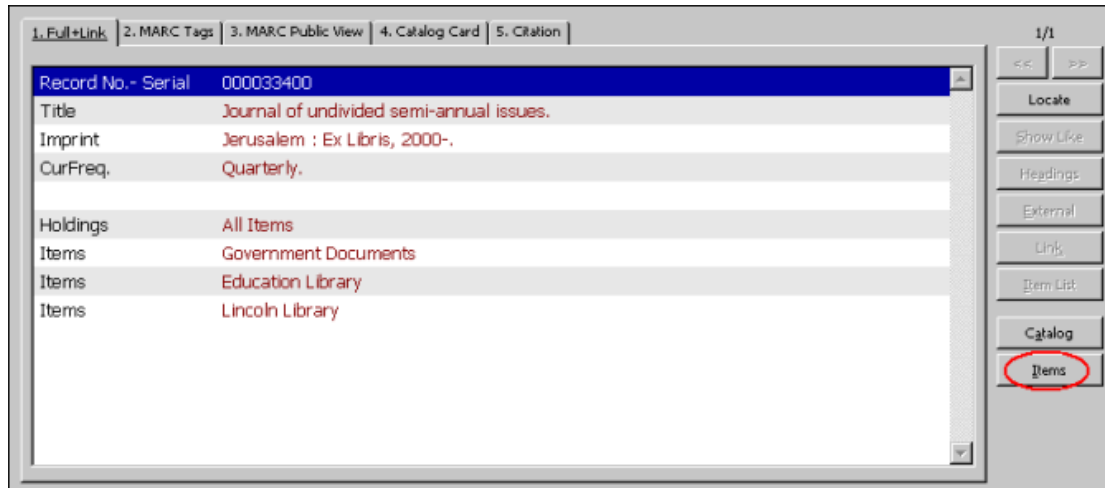 1. Full+Link 2. MARC Tags 3. MARC Public View 4. Catalog Card 5. Citation
1/1
<< >>
Record No.- Serial 000033400
Title Journal of undivided semi-annual issues.
Imprint Jerusalem : Ex Libris, 2000-.
CurFreq. Quarterly.
Holdings All Items
Items Government Documents
Items Education Library
Items Lincoln Library
Locate
Show Like
Headings
External
Link
Item List
Catalog
Items